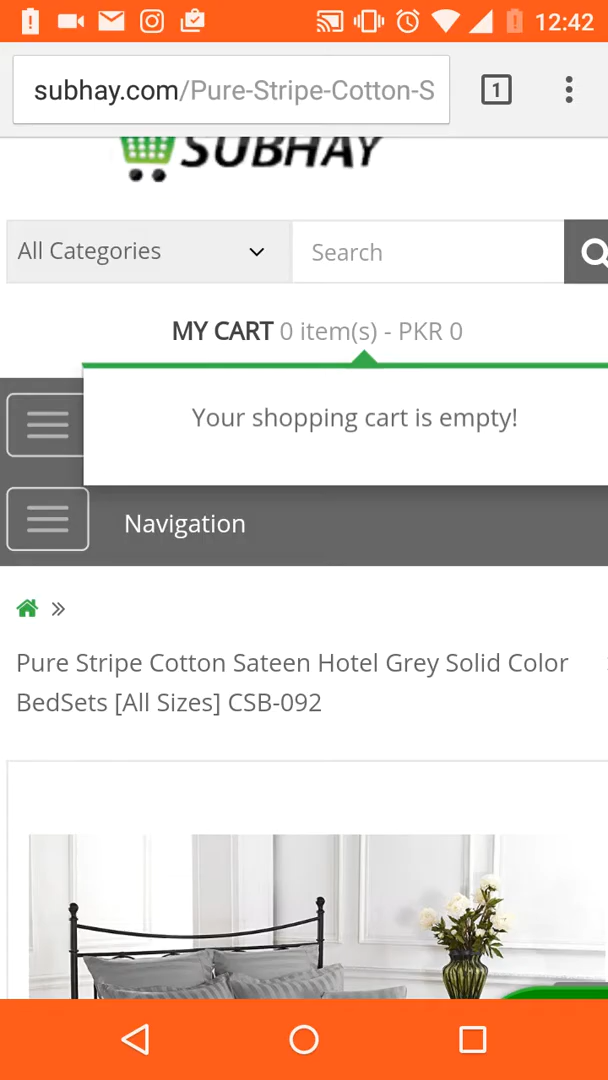 12:42
subhay.com/Pure-Stripe-Cotton-S
1
SUBHAY
All Categories
Search
MY CART 0 item(s) - PKR 0
Your shopping cart is empty!
Navigation
Pure Stripe Cotton Sateen Hotel Grey Solid Color
BedSets [All Sizes] CSB-092